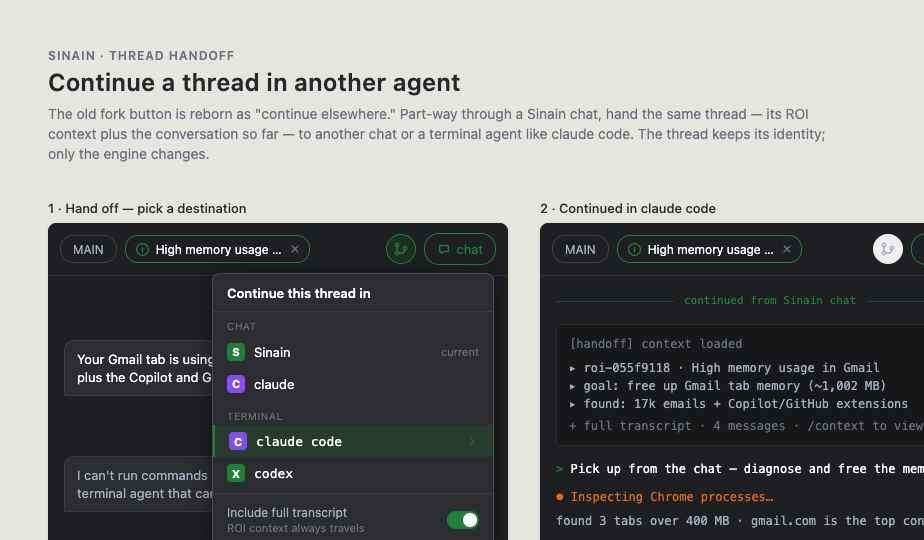 SINAIN · THREAD HANDOFF
Continue a thread in another agent
The old fork button is reborn as "continue elsewhere." Part-way through a Sinain chat, hand the same thread — its ROI
context plus the conversation so far — to another chat or a terminal agent like claude code. The thread keeps its identity;
only the engine changes.
1 · Hand off — pick a destination
MAIN
High memory usage ... ×
chat
Continue this thread in
CHAT
S Sinain current
C claude
TERMINAL
C claude code ›
X codex
Include full transcript
ROI context always travels
Your Gmail tab is using
plus the Copilot and G
I can't run commands
terminal agent that ca
2 · Continued in claude code
MAIN
High memory usage ... ×
continued from Sinain chat
[handoff] context loaded
▸ roi-055f9118 · High memory usage in Gmail
▸ goal: free up Gmail tab memory (~1,002 MB)
▸ found: 17k emails + Copilot/GitHub extensions
+ full transcript · 4 messages · /context to view
> Pick up from the chat — diagnose and free the mem
● Inspecting Chrome processes…
found 3 tabs over 400 MB · gmail.com is the top con